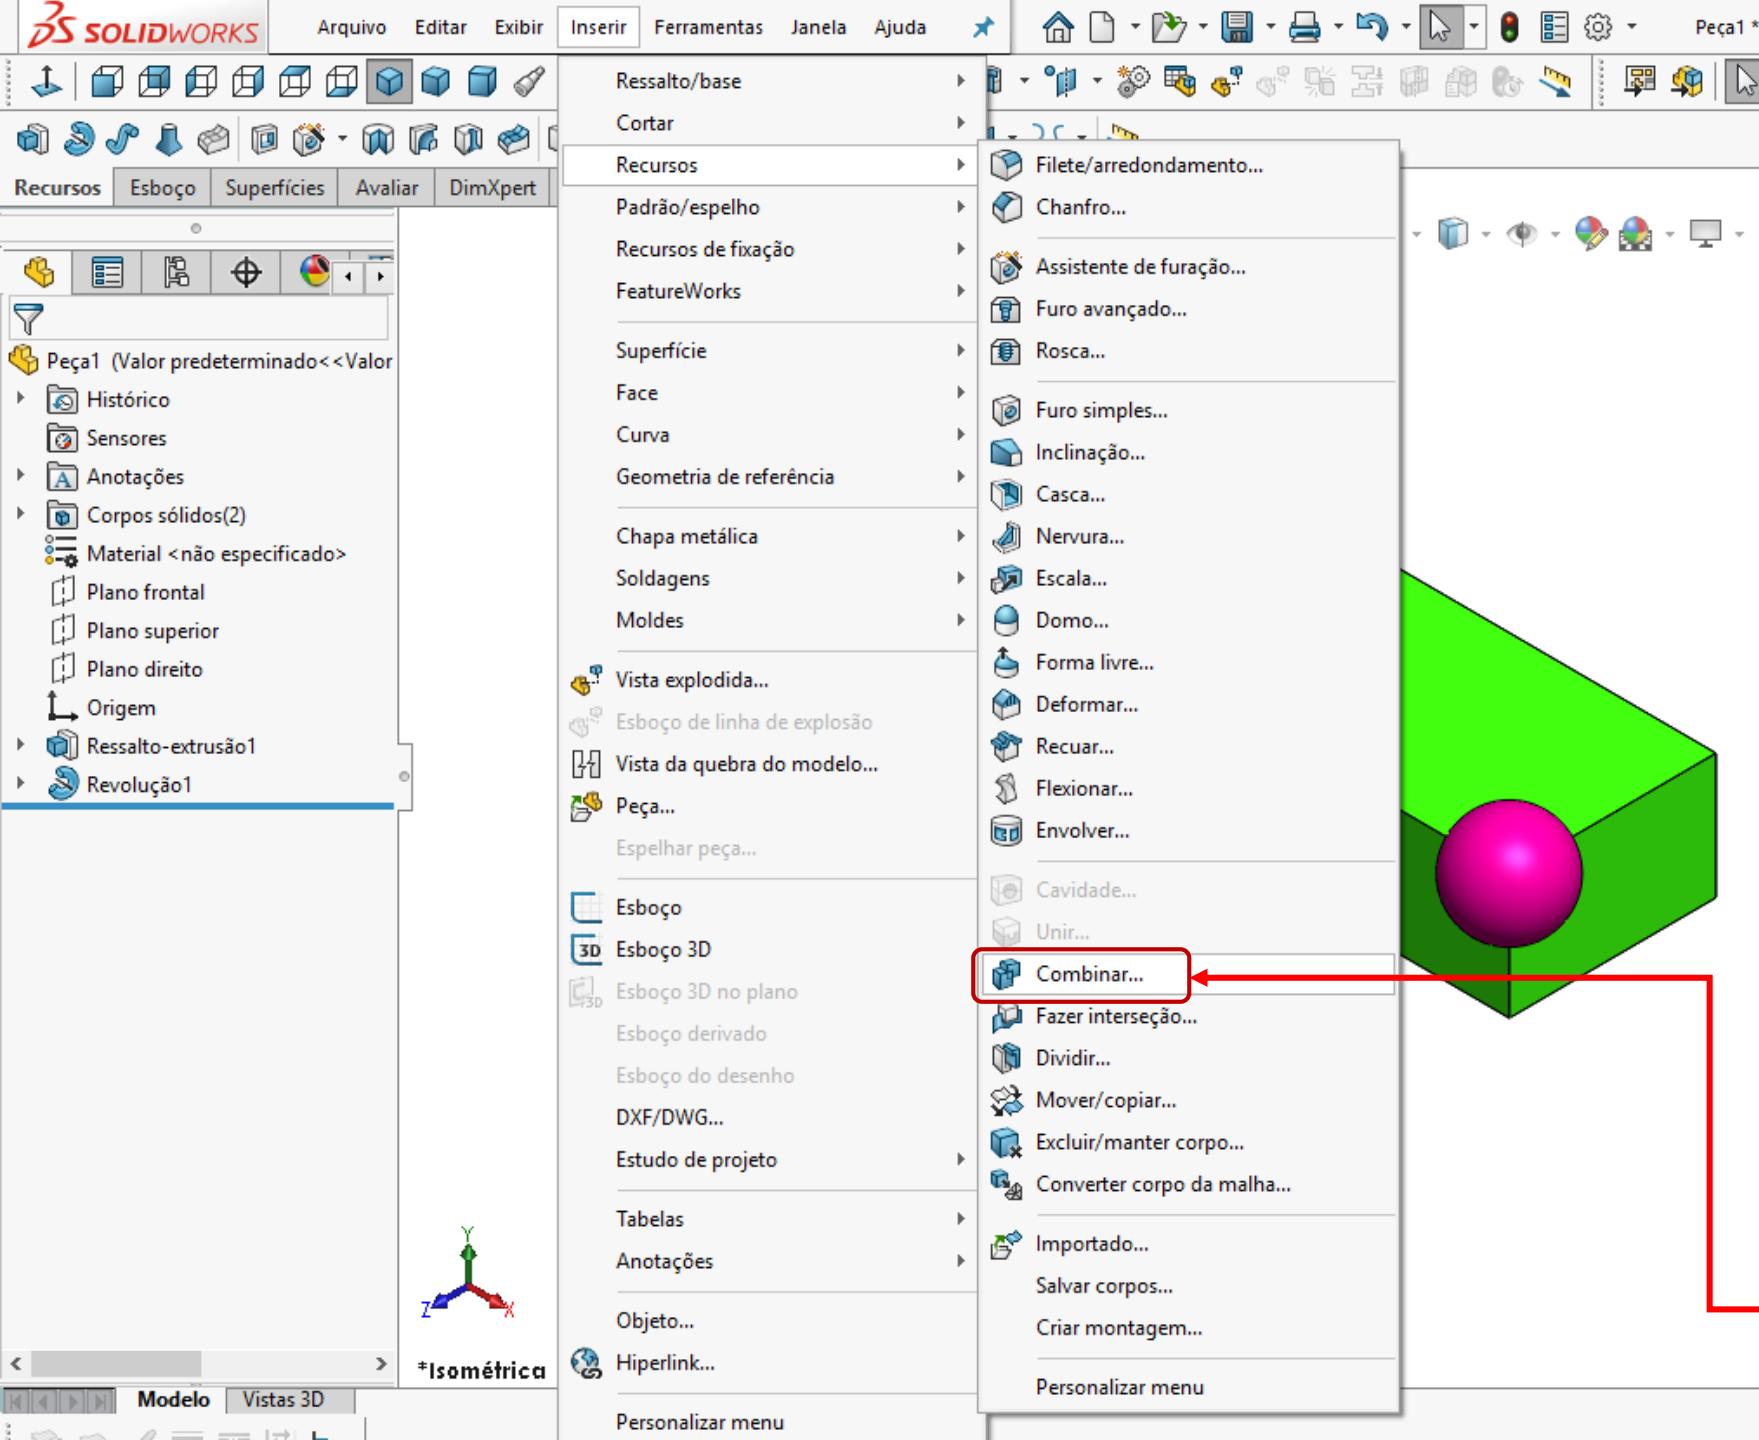 SOLIDWORKS
Arquivo Editar Exibir Inserir Ferramentas Janela Ajuda
Peça1 *
Recursos Esboço Superfícies Avaliar DimXpert
Peça1 (Valor predeterminado<<Valor
Histórico
Sensores
Anotações
Corpos sólidos(2)
Material <não especificado>
Plano frontal
Plano superior
Plano direito
Origem
Ressalto-extrusão1
Revolução1
Ressalto/base
Cortar
Recursos
Padrão/espelho
Recursos de fixação
FeatureWorks
Superfície
Face
Curva
Geometria de referência
Chapa metálica
Soldagens
Moldes
Vista explodida...
Esboço de linha de explosão
Vista da quebra do modelo...
Peça...
Espelhar peça...
Esboço
3D Esboço 3D
Esboço 3D no plano
Esboço derivado
Esboço do desenho
DXF/DWG...
Estudo de projeto
Tabelas
Anotações
Objeto...
Hiperlink...
Personalizar menu
Filete/arredondamento...
Chanfro...
Assistente de furação...
Furo avançado...
Rosca...
Furo simples...
Inclinação...
Casca...
Nervura...
Escala...
Domo...
Forma livre...
Deformar...
Recuar...
Flexionar...
Envolver...
Cavidade...
Unir...
Combinar...
Fazer interseção...
Dividir...
Mover/copiar...
Excluir/manter corpo...
Converter corpo da malha...
Importado...
Salvar corpos...
Criar montagem...
Personalizar menu
Y
Z
X
*Isométrica
Modelo Vistas 3D